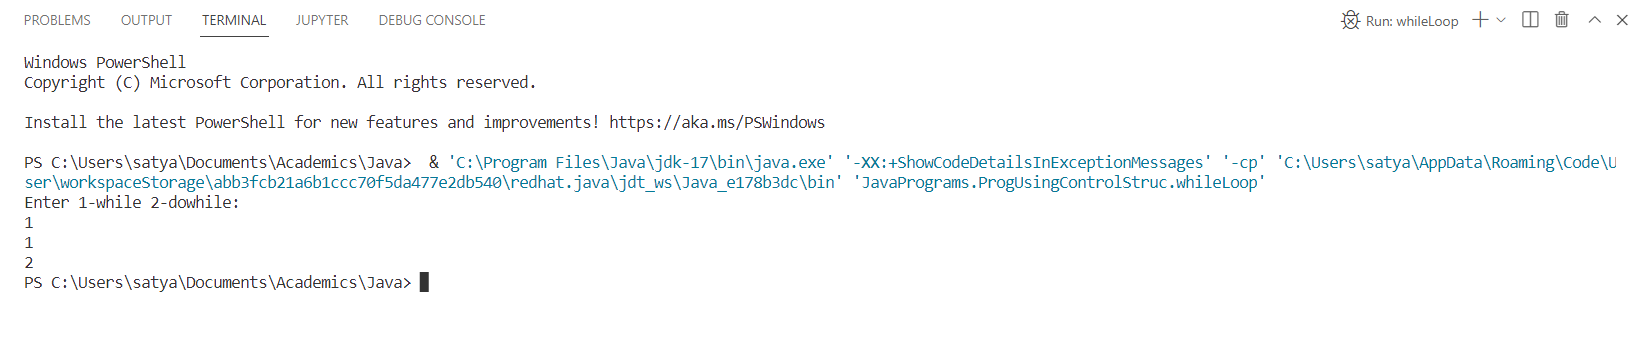 PROBLEMS OUTPUT TERMINAL JUPYTER DEBUG CONSOLE Run: whileLoop
Windows PowerShell
Copyright (C) Microsoft Corporation. All rights reserved.
Install the latest PowerShell for new features and improvements! https://aka.ms/PSWindows
PS C:\Users\satya\Documents\Academics\Java>  & 'C:\Program Files\Java\jdk-17\bin\java.exe' '-XX:+ShowCodeDetailsInExceptionMessages' '-cp' 'C:\Users\satya\AppData\Roaming\Code\U
ser\workspaceStorage\abb3fcb21a6b1ccc70f5da477e2db540\redhat.java\jdt_ws\Java_e178b3dc\bin' 'JavaPrograms.ProgUsingControlStruc.whileLoop'
Enter 1-while 2-dowhile:
1
1
2
PS C:\Users\satya\Documents\Academics\Java>